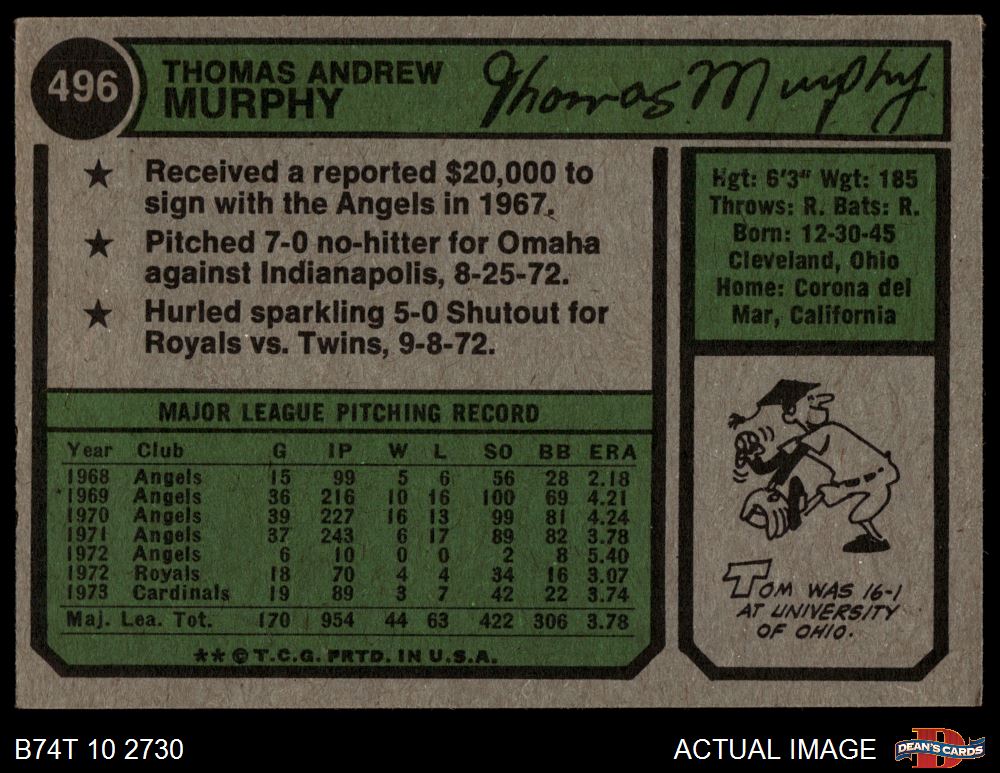 496
THOMAS ANDREW
MURPHY
Thomas Murphy
★ Received a reported $20,000 to
sign with the Angels in 1967.
★ Pitched 7-0 no-hitter for Omaha
against Indianapolis, 8-25-72.
★ Hurled sparkling 5-0 Shutout for
Royals vs. Twins, 9-8-72.
Hgt: 6'3" Wgt: 185
Throws: R. Bats: R.
Born: 12-30-45
Cleveland, Ohio
Home: Corona del
Mar, California
MAJOR LEAGUE PITCHING RECORD
Year Club G IP W L SO BB ERA
1968 Angels 15 99 5 6 56 28 2.18
1969 Angels 36 216 10 16 100 69 4.21
1970 Angels 39 227 16 13 99 81 4.24
1971 Angels 37 243 6 17 89 82 3.78
1972 Angels 6 10 0 0 2 8 5.40
1972 Royals 18 70 4 4 34 16 3.07
1973 Cardinals 19 89 3 7 42 22 3.74
Maj. Lea. Tot. 170 954 44 63 422 306 3.78
★★ © T.C.G. PRTD. IN U.S.A.
TOM WAS 16-1
AT UNIVERSITY
OF OHIO.
B74T 10 2730
ACTUAL IMAGE
DEAN'S CARDS